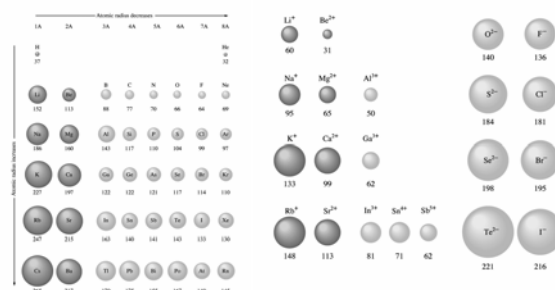 Atomic radius decreases
1A 2A 3A 4A 5A 6A 7A 8A
H He
37 32
Li Be B C N O F Ne
152 113 88 77 70 66 64 69
Na Mg Al Si P S Cl Ar
186 160 143 117 110 104 99 97
K Ca Ga Ge As Se Br Kr
227 197 122 122 121 117 114 110
Rb Sr In Sn Sb Te I Xe
247 215 163 140 141 143 133 130
Cs Ba Tl Pb Bi Po At Rn
Atomic radius increases
Li⁺ Be²⁺
60 31
Na⁺ Mg²⁺ Al³⁺
95 65 50
K⁺ Ca²⁺ Ga³⁺
133 99 62
Rb⁺ Sr²⁺ In³⁺ Sn⁴⁺ Sb⁵⁺
148 113 81 71 62
O²⁻ F⁻
140 136
S²⁻ Cl⁻
184 181
Se²⁻ Br⁻
198 195
Te²⁻ I⁻
221 216